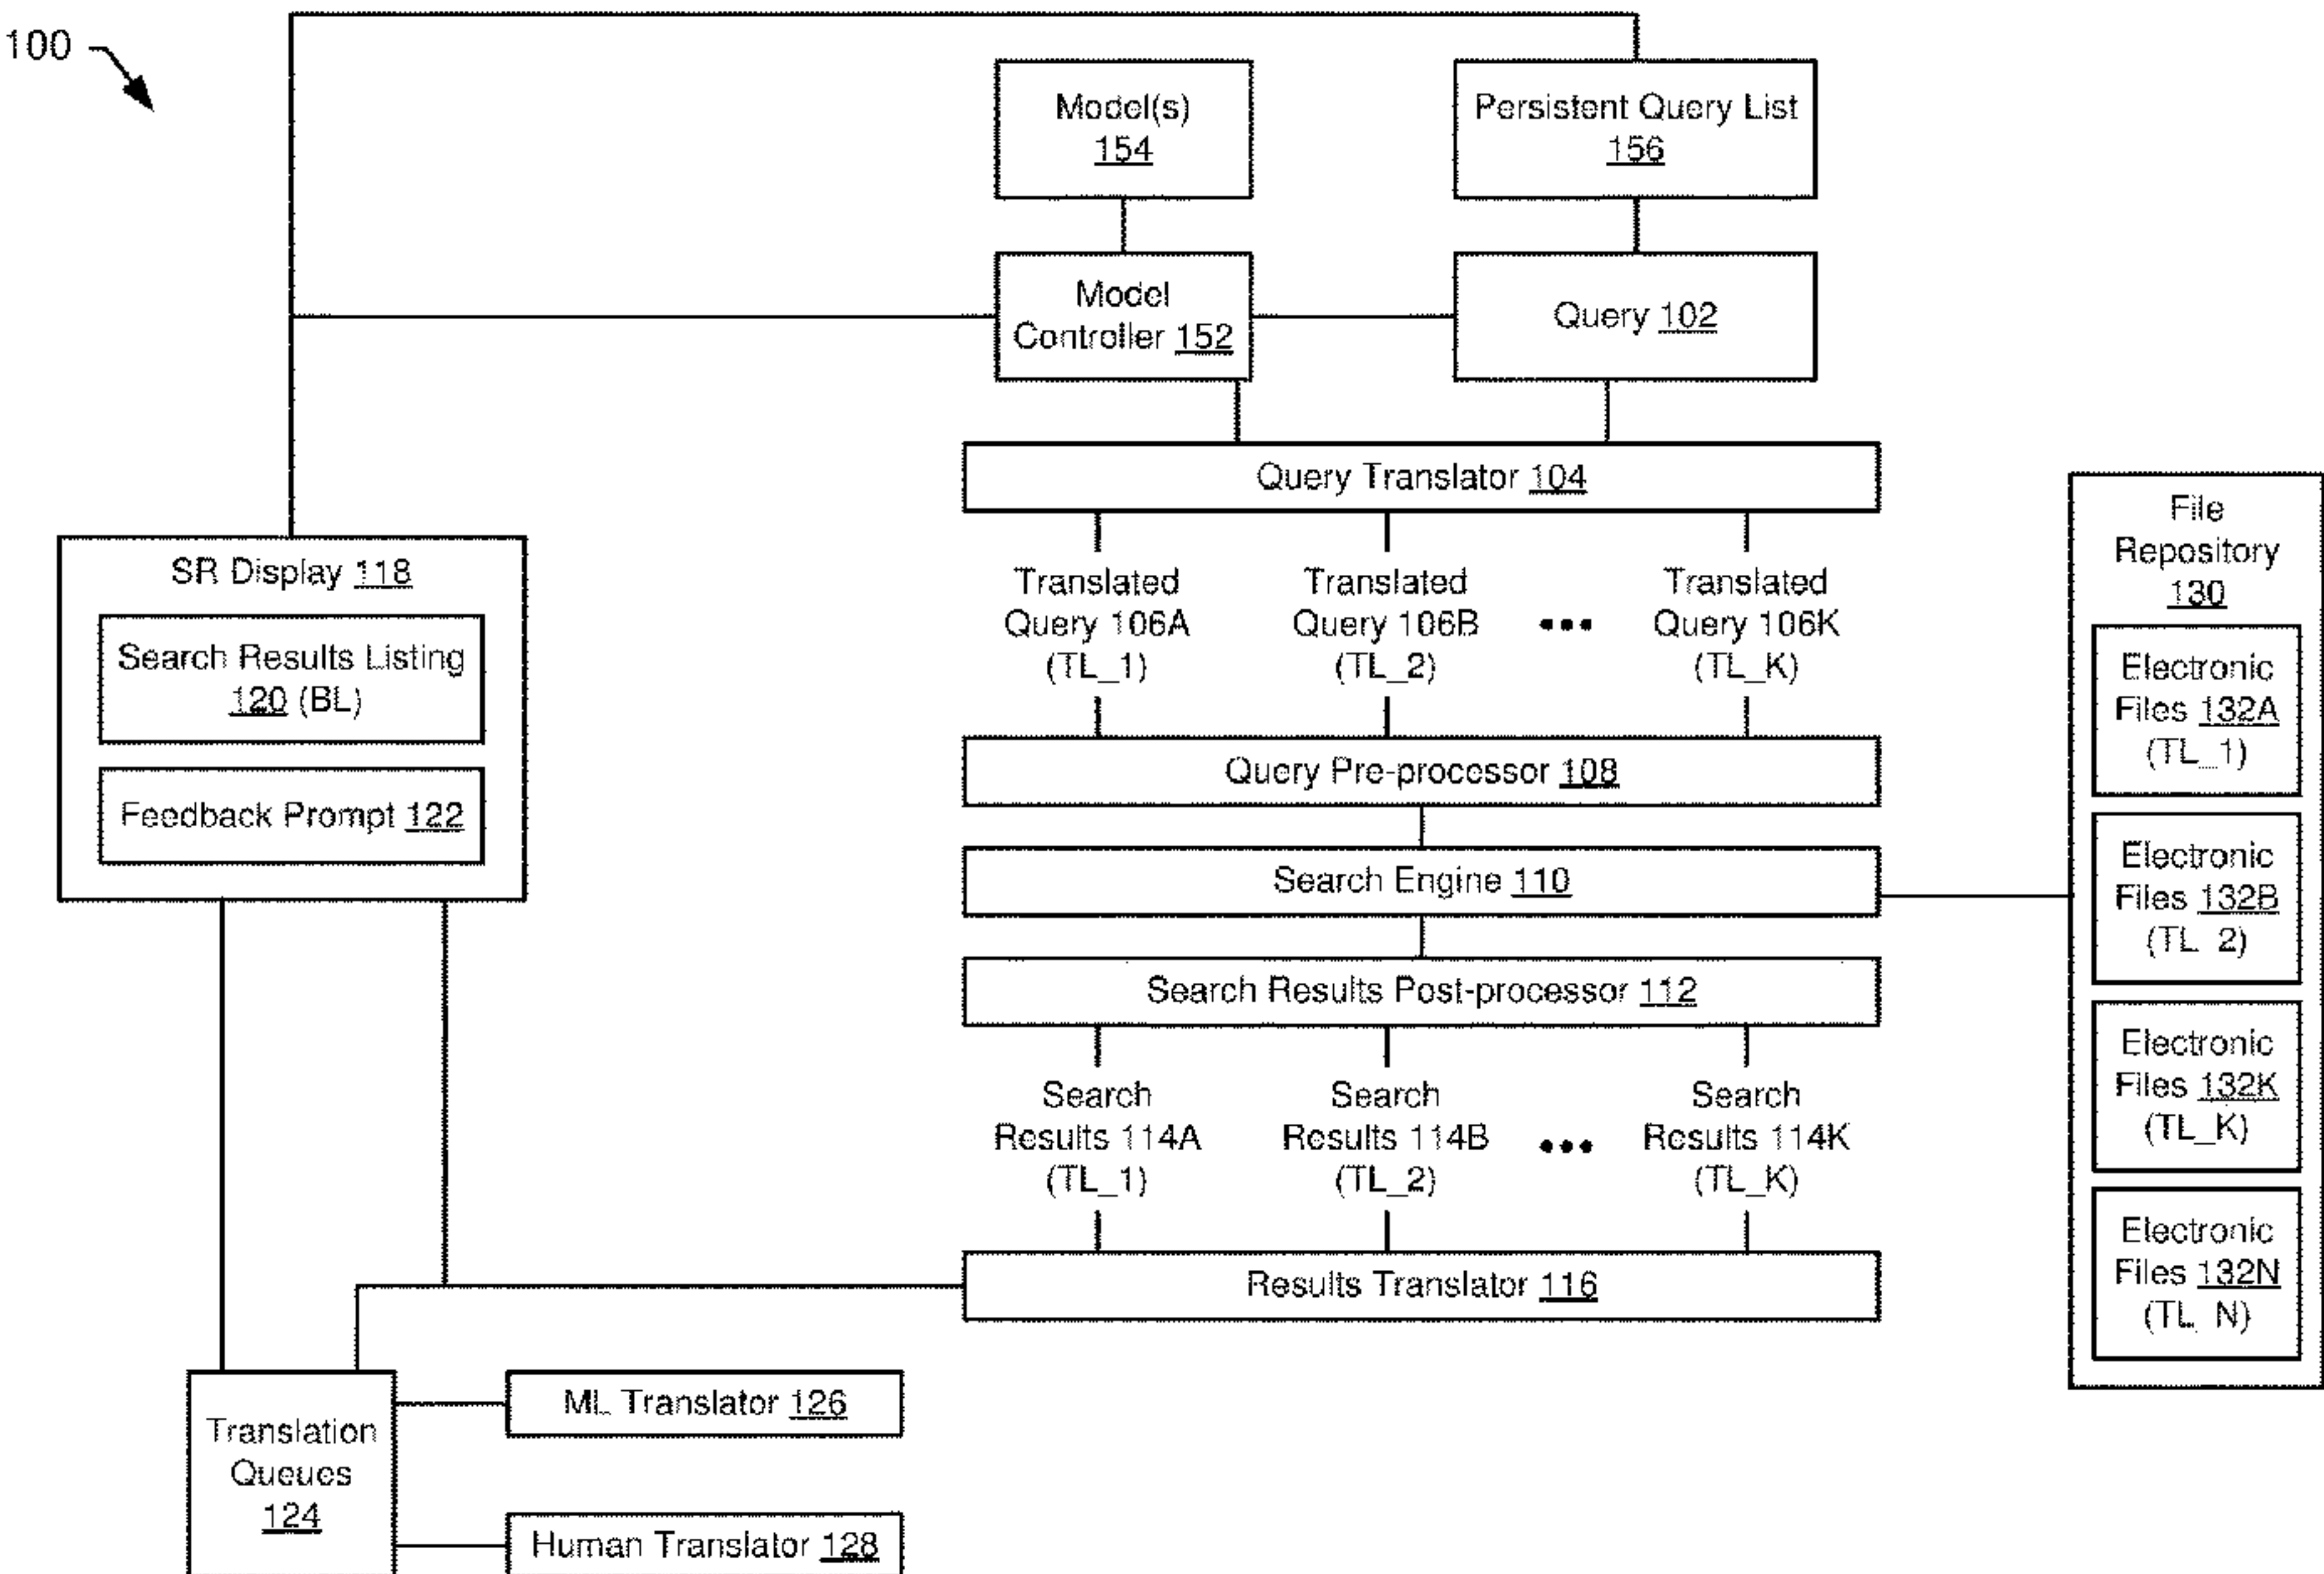 100
Model(s)
154
Persistent Query List
156
Model
Controller 152
Query 102
Query Translator 104
SR Display 118
Search Results Listing
120 (BL)
Feedback Prompt 122
Translated
Query 106A
(TL_1)
Translated
Query 106B
(TL_2)
•••
Translated
Query 106K
(TL_K)
Query Pre-processor 108
Search Engine 110
Search Results Post-processor 112
Search
Results 114A
(TL_1)
Search
Results 114B
(TL_2)
•••
Search
Results 114K
(TL_K)
Results Translator 116
File
Repository
130
Electronic
Files 132A
(TL_1)
Electronic
Files 132B
(TL_2)
Electronic
Files 132K
(TL_K)
Electronic
Files 132N
(TL_N)
Translation
Queues
124
ML Translator 126
Human Translator 128